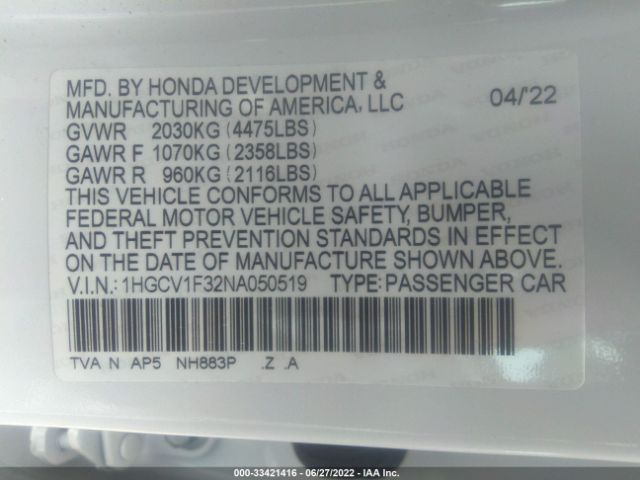 MFD. BY HONDA DEVELOPMENT &
MANUFACTURING OF AMERICA, LLC 04/'22
GVWR 2030KG (4475LBS)
GAWR F 1070KG (2358LBS)
GAWR R 960KG (2116LBS)
THIS VEHICLE CONFORMS TO ALL APPLICABLE
FEDERAL MOTOR VEHICLE SAFETY, BUMPER,
AND THEFT PREVENTION STANDARDS IN EFFECT
ON THE DATE OF MANUFACTURE SHOWN ABOVE.
V.I.N.: 1HGCV1F32NA050519 TYPE: PASSENGER CAR
TVA N AP5 NH883P .Z .A
000-33421416 - 06/27/2022 - IAA Inc.